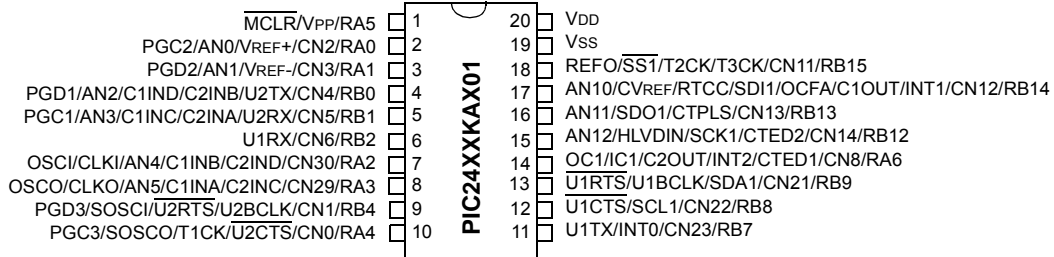 MCLR/VPP/RA5 1
PGC2/AN0/VREF+/CN2/RA0 2
PGD2/AN1/VREF-/CN3/RA1 3
PGD1/AN2/C1IND/C2INB/U2TX/CN4/RB0 4
PGC1/AN3/C1INC/C2INA/U2RX/CN5/RB1 5
U1RX/CN6/RB2 6
OSCI/CLKI/AN4/C1INB/C2IND/CN30/RA2 7
OSCO/CLKO/AN5/C1INA/C2INC/CN29/RA3 8
PGD3/SOSCI/U2RTS/U2BCLK/CN1/RB4 9
PGC3/SOSCO/T1CK/U2CTS/CN0/RA4 10
PIC24XXKAX01
20 VDD
19 VSS
18 REFO/SS1/T2CK/T3CK/CN11/RB15
17 AN10/CVREF/RTCC/SDI1/OCFA/C1OUT/INT1/CN12/RB14
16 AN11/SDO1/CTPLS/CN13/RB13
15 AN12/HLVDIN/SCK1/CTED2/CN14/RB12
14 OC1/IC1/C2OUT/INT2/CTED1/CN8/RA6
13 U1RTS/U1BCLK/SDA1/CN21/RB9
12 U1CTS/SCL1/CN22/RB8
11 U1TX/INT0/CN23/RB7